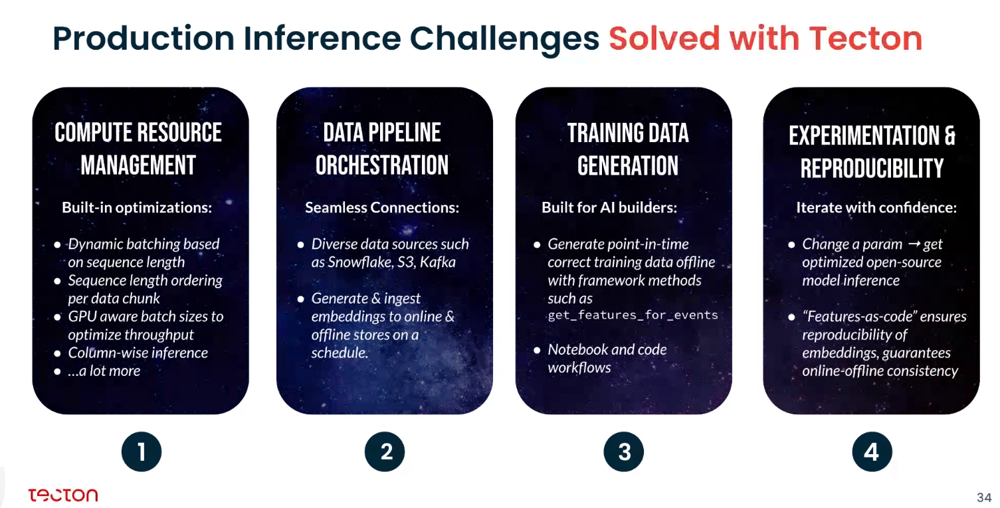 Production Inference Challenges Solved with Tecton
COMPUTE RESOURCE
MANAGEMENT
Built-in optimizations:
● Dynamic batching based
on sequence length
● Sequence length ordering
per data chunk
● GPU aware batch sizes to
optimize throughput
● Column-wise inference
● ...a lot more
1
DATA PIPELINE
ORCHESTRATION
Seamless Connections:
● Diverse data sources such
as Snowflake, S3, Kafka
● Generate & ingest
embeddings to online &
offline stores on a
schedule.
2
TRAINING DATA
GENERATION
Built for AI builders:
● Generate point-in-time
correct training data offline
with framework methods
such as
get_features_for_events
● Notebook and code
workflows
3
EXPERIMENTATION &
REPRODUCIBILITY
Iterate with confidence:
● Change a param → get
optimized open-source
model inference
● “Features-as-code” ensures
reproducibility of
embeddings, guarantees
online-offline consistency
4
tecton
34